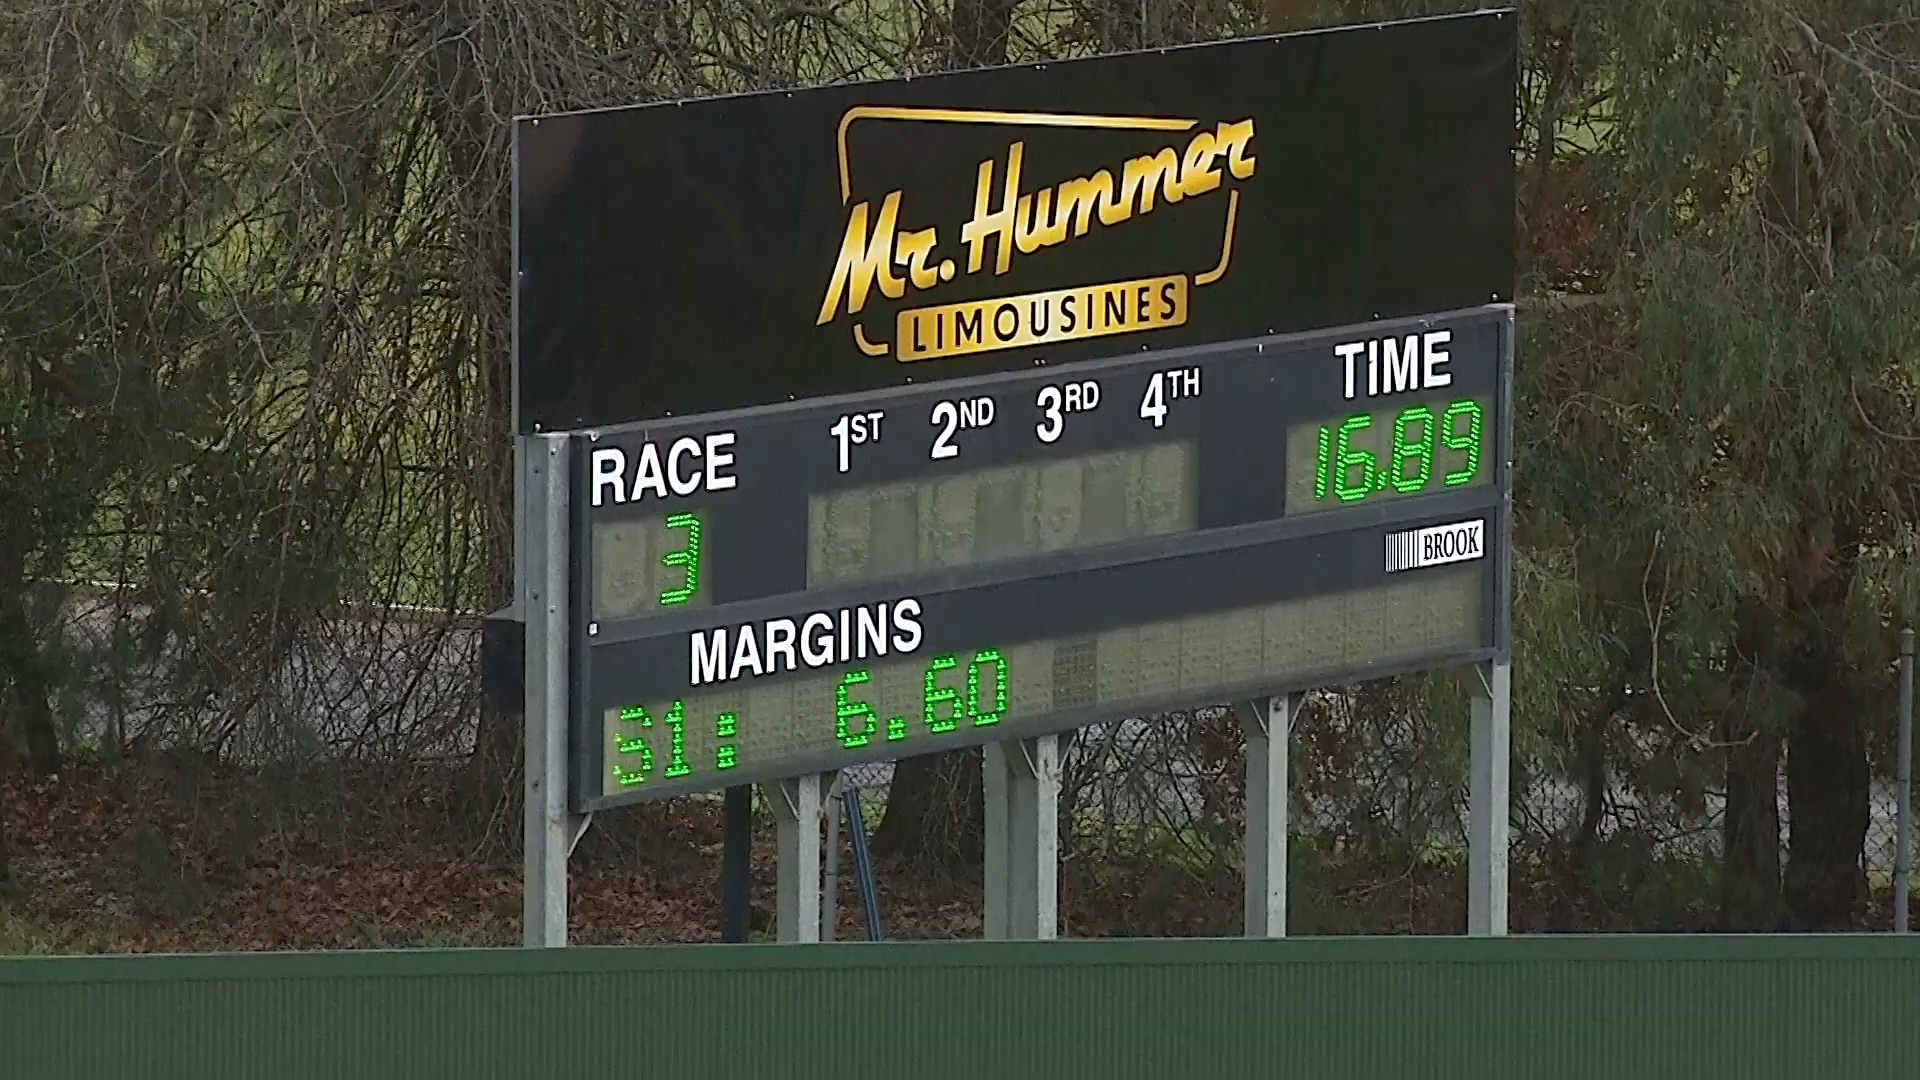 Mr. Hummer
LIMOUSINES
RACE 1ST 2ND 3RD 4TH TIME
3 16.89
BROOK
MARGINS
S1: 6.60